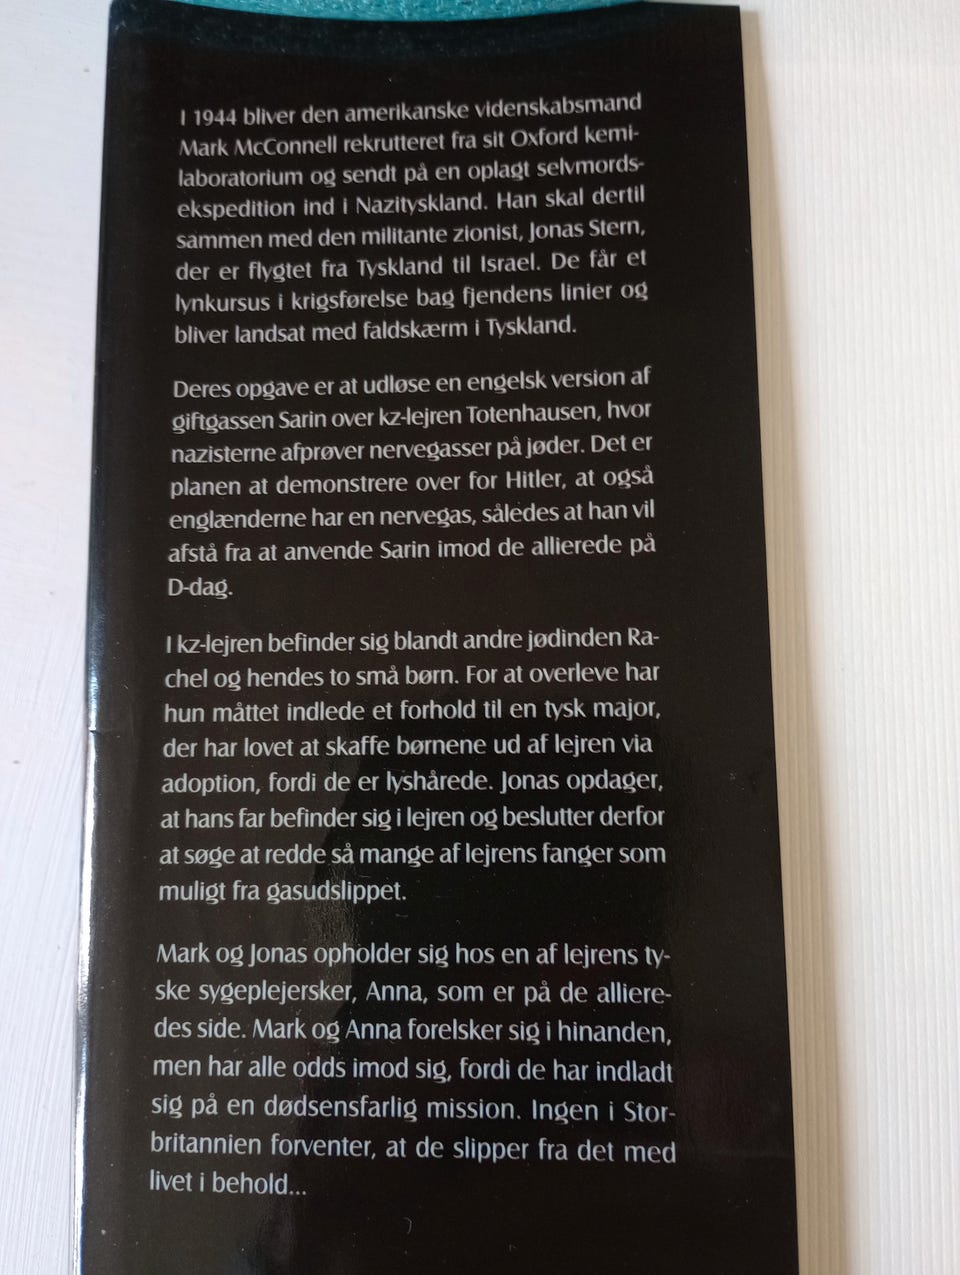 I 1944 bliver den amerikanske videnskabsmand
Mark McConnell rekrutteret fra sit Oxford kemi-
laboratorium og sendt på en oplagt selvmords-
ekspedition ind i Nazityskland. Han skal dertil
sammen med den militante zionist, Jonas Stern,
der er flygtet fra Tyskland til Israel. De får et
lynkursus i krigsførelse bag fjendens linier og
bliver landsat med faldskærm i Tyskland.
Deres opgave er at udløse en engelsk version af
giftgassen Sarin over kz-lejren Totenhausen, hvor
nazisterne afprøver nervegasser på jøder. Det er
planen at demonstrere over for Hitler, at også
englænderne har en nervegas, således at han vil
afstå fra at anvende Sarin imod de allierede på
D-dag.
I kz-lejren befinder sig blandt andre jødinden Ra-
chel og hendes to små børn. For at overleve har
hun måttet indlede et forhold til en tysk major,
der har lovet at skaffe børnene ud af lejren via
adoption, fordi de er lyshårede. Jonas opdager,
at hans far befinder sig i lejren og beslutter derfor
at søge at redde så mange af lejrens fanger som
muligt fra gasudslippet.
Mark og Jonas opholder sig hos en af lejrens ty-
ske sygeplejersker, Anna, som er på de alliere-
des side. Mark og Anna forelsker sig i hinanden,
men har alle odds imod sig, fordi de har indladt
sig på en dødsensfarlig mission. Ingen i Stor-
britannien forventer, at de slipper fra det med
livet i behold...